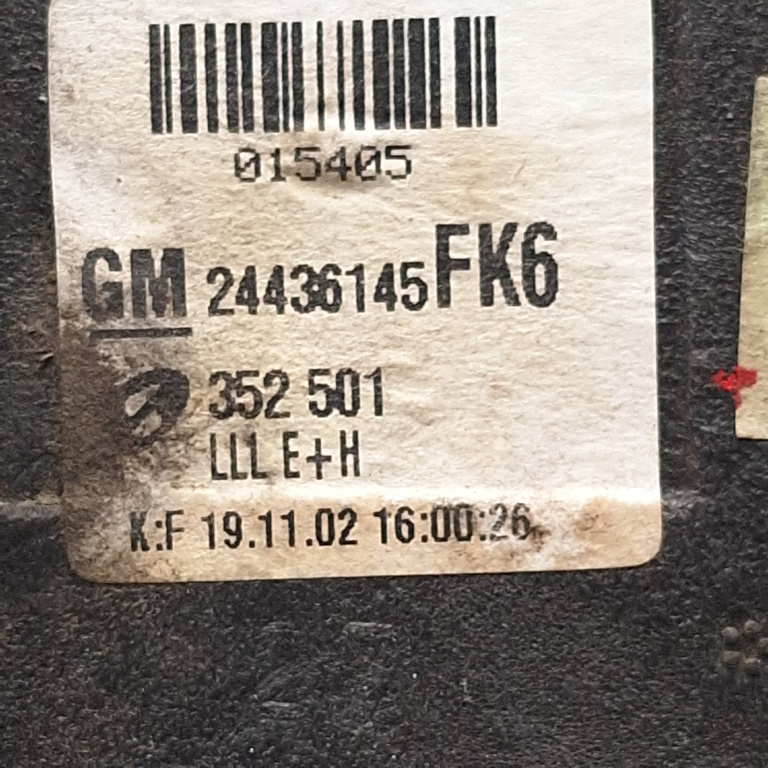 015405
GM 24436145 FK6
352 501
LLL E+H
K:F 19.11.02 16:00:26